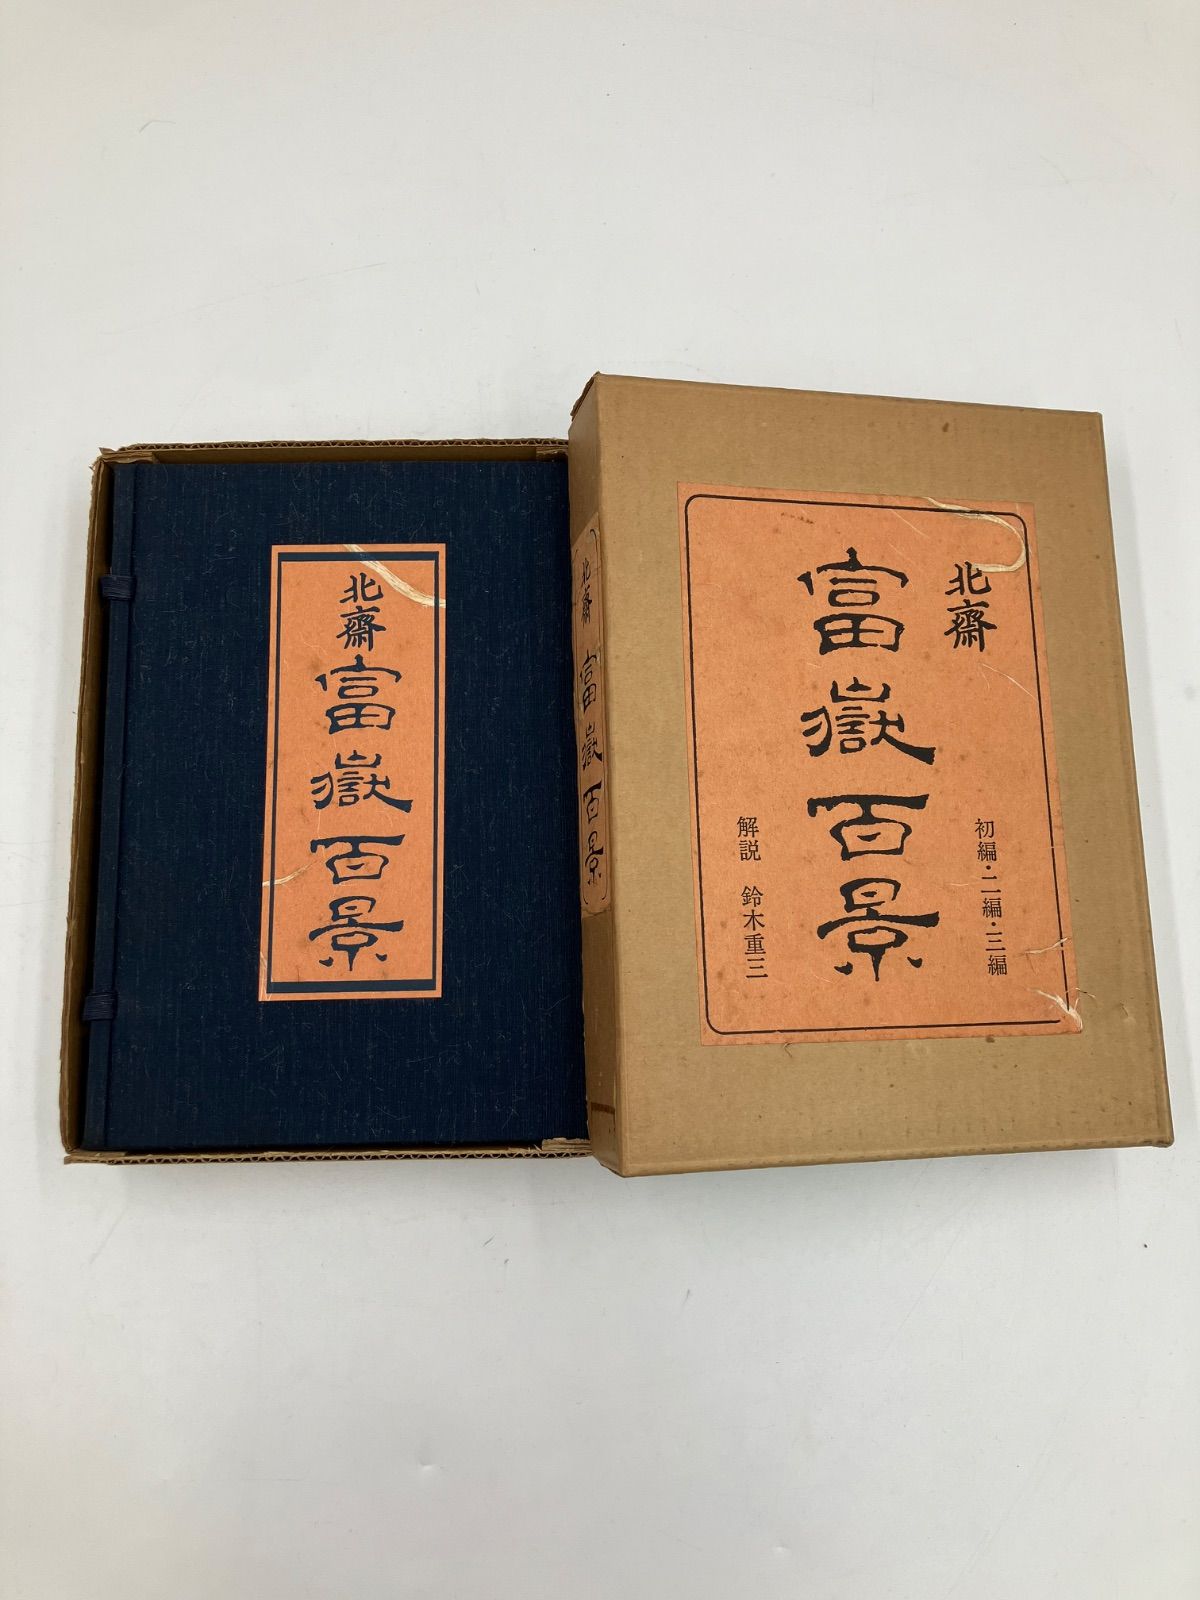 北齋
富嶽百景
初編・二編・三編
解説 鈴木重三
北齋 富嶽百景
北齋 富嶽百景